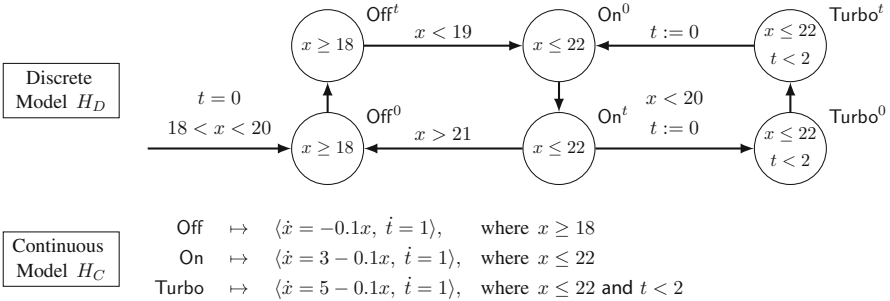 Off^t
x < 19
On^0
t := 0
Turbo^t
x ≥ 18
x ≤ 22
x ≤ 22
t < 2
Discrete
Model H_D
t = 0
18 < x < 20
Off^0
x > 21
On^t
x < 20
t := 0
Turbo^0
x ≥ 18
x ≤ 22
x ≤ 22
t < 2
Continuous
Model H_C
Off ↦ ⟨ẋ = −0.1x, ṫ = 1⟩, where x ≥ 18
On ↦ ⟨ẋ = 3 − 0.1x, ṫ = 1⟩, where x ≤ 22
Turbo ↦ ⟨ẋ = 5 − 0.1x, ṫ = 1⟩, where x ≤ 22 and t < 2